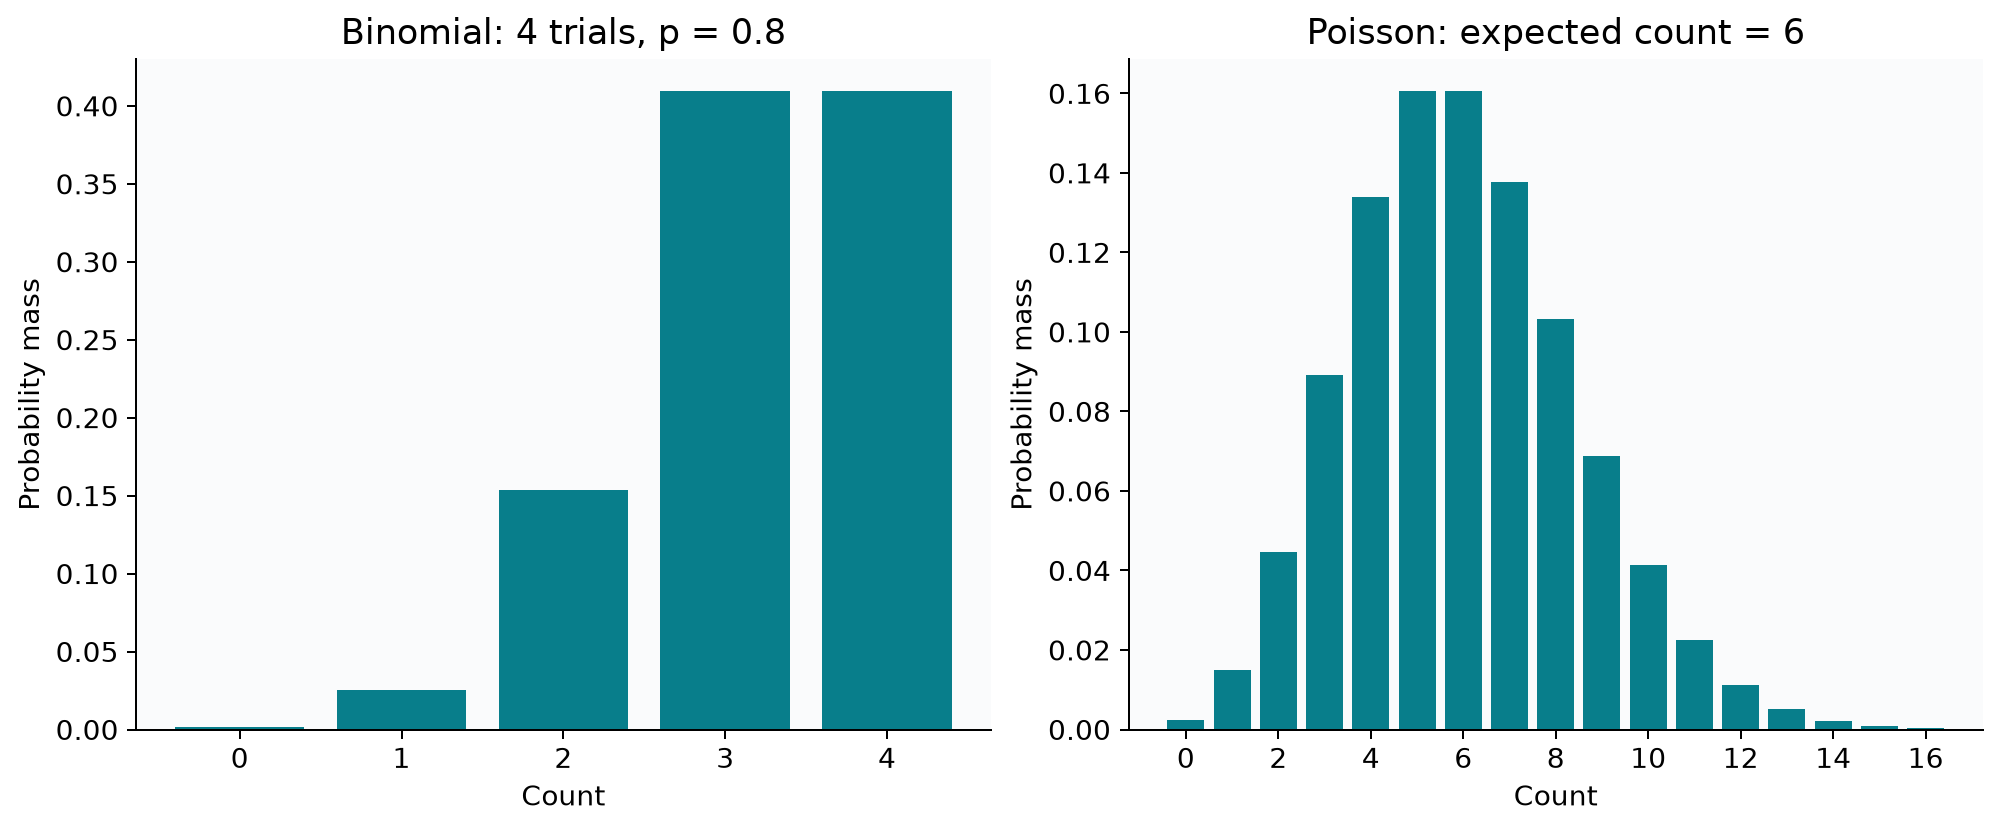 Binomial: 4 trials, p = 0.8
Probability mass
0.40
0.35
0.30
0.25
0.20
0.15
0.10
0.05
0.00
0 1 2 3 4
Count
Poisson: expected count = 6
Probability mass
0.16
0.14
0.12
0.10
0.08
0.06
0.04
0.02
0.00
0 2 4 6 8 10 12 14 16
Count